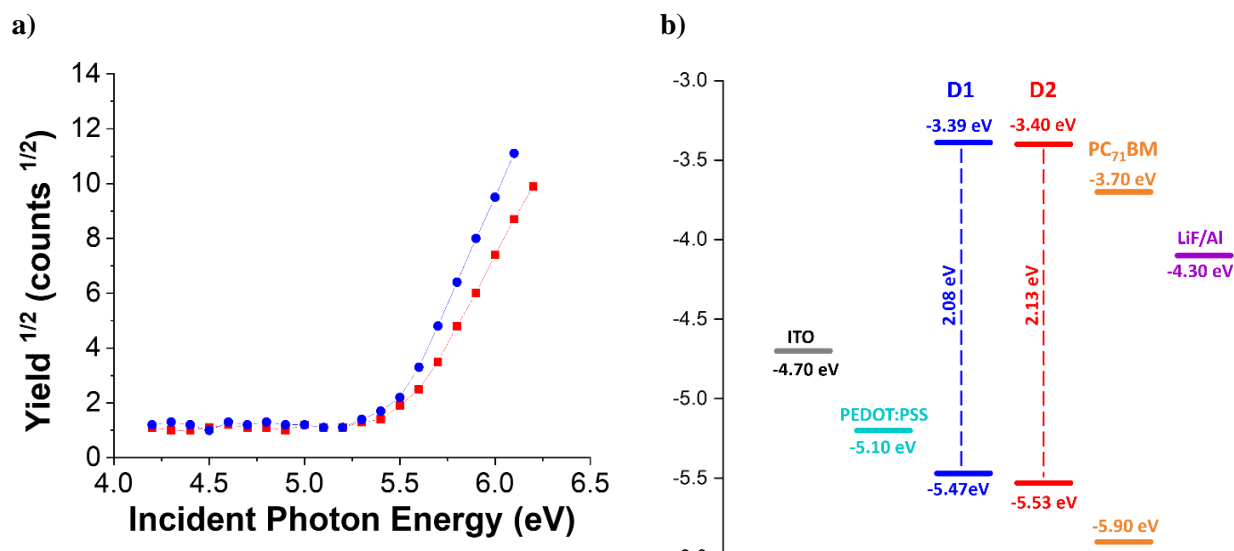 a)
b)
Yield 1/2 (counts 1/2)
14
12
10
8
6
4
2
0
4.0 4.5 5.0 5.5 6.0 6.5
Incident Photon Energy (eV)
-3.0
-3.5
-4.0
-4.5
-5.0
-5.5
D1
-3.39 eV
2.08 eV
-5.47eV
D2
-3.40 eV
2.13 eV
-5.53 eV
PC71BM
-3.70 eV
-5.90 eV
LiF/Al
-4.30 eV
ITO
-4.70 eV
PEDOT:PSS
-5.10 eV